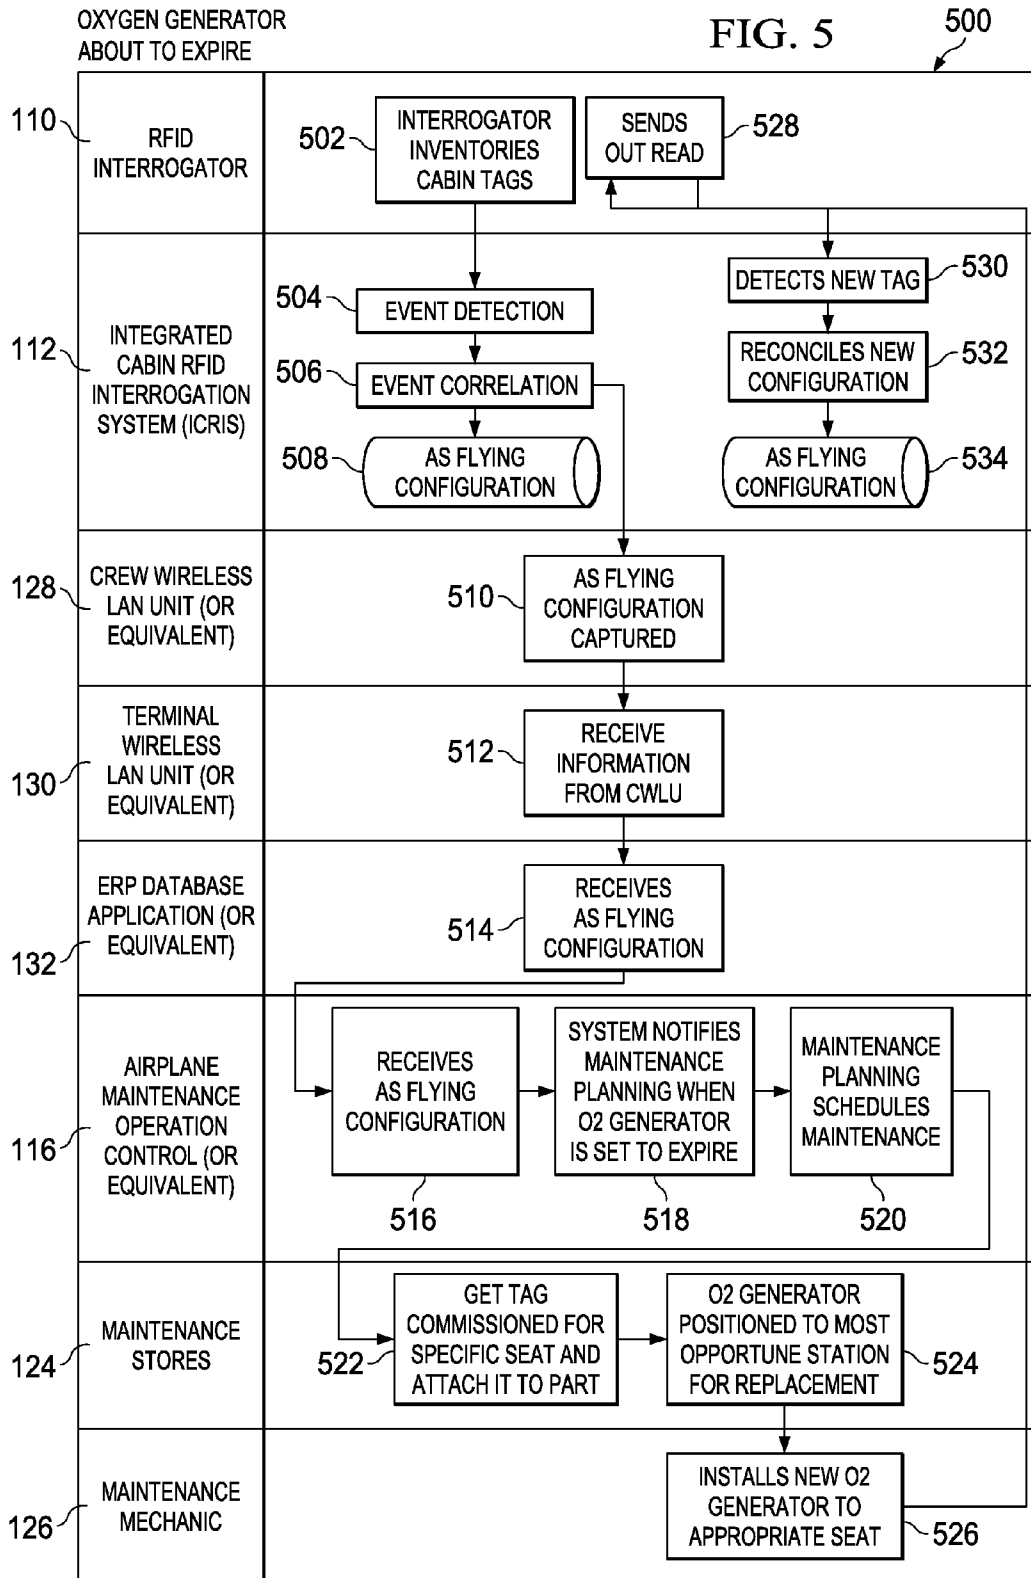 OXYGEN GENERATOR
ABOUT TO EXPIRE
FIG. 5
500
110
RFID
INTERROGATOR
502
INTERROGATOR
INVENTORIES
CABIN TAGS
SENDS
OUT READ
528
112
INTEGRATED
CABIN RFID
INTERROGATION
SYSTEM (ICRIS)
504
EVENT DETECTION
506
EVENT CORRELATION
508
AS FLYING
CONFIGURATION
DETECTS NEW TAG
530
RECONCILES NEW
CONFIGURATION
532
AS FLYING
CONFIGURATION
534
128
CREW WIRELESS
LAN UNIT (OR
EQUIVALENT)
510
AS FLYING
CONFIGURATION
CAPTURED
130
TERMINAL
WIRELESS
LAN UNIT (OR
EQUIVALENT)
512
RECEIVE
INFORMATION
FROM CWLU
132
ERP DATABASE
APPLICATION (OR
EQUIVALENT)
514
RECEIVES
AS FLYING
CONFIGURATION
116
AIRPLANE
MAINTENANCE
OPERATION
CONTROL (OR
EQUIVALENT)
RECEIVES
AS FLYING
CONFIGURATION
516
SYSTEM NOTIFIES
MAINTENANCE
PLANNING WHEN
O2 GENERATOR
IS SET TO EXPIRE
518
MAINTENANCE
PLANNING
SCHEDULES
MAINTENANCE
520
124
MAINTENANCE
STORES
522
GET TAG
COMMISSIONED FOR
SPECIFIC SEAT AND
ATTACH IT TO PART
O2 GENERATOR
POSITIONED TO MOST
OPPORTUNE STATION
FOR REPLACEMENT
524
126
MAINTENANCE
MECHANIC
INSTALLS NEW O2
GENERATOR TO
APPROPRIATE SEAT
526